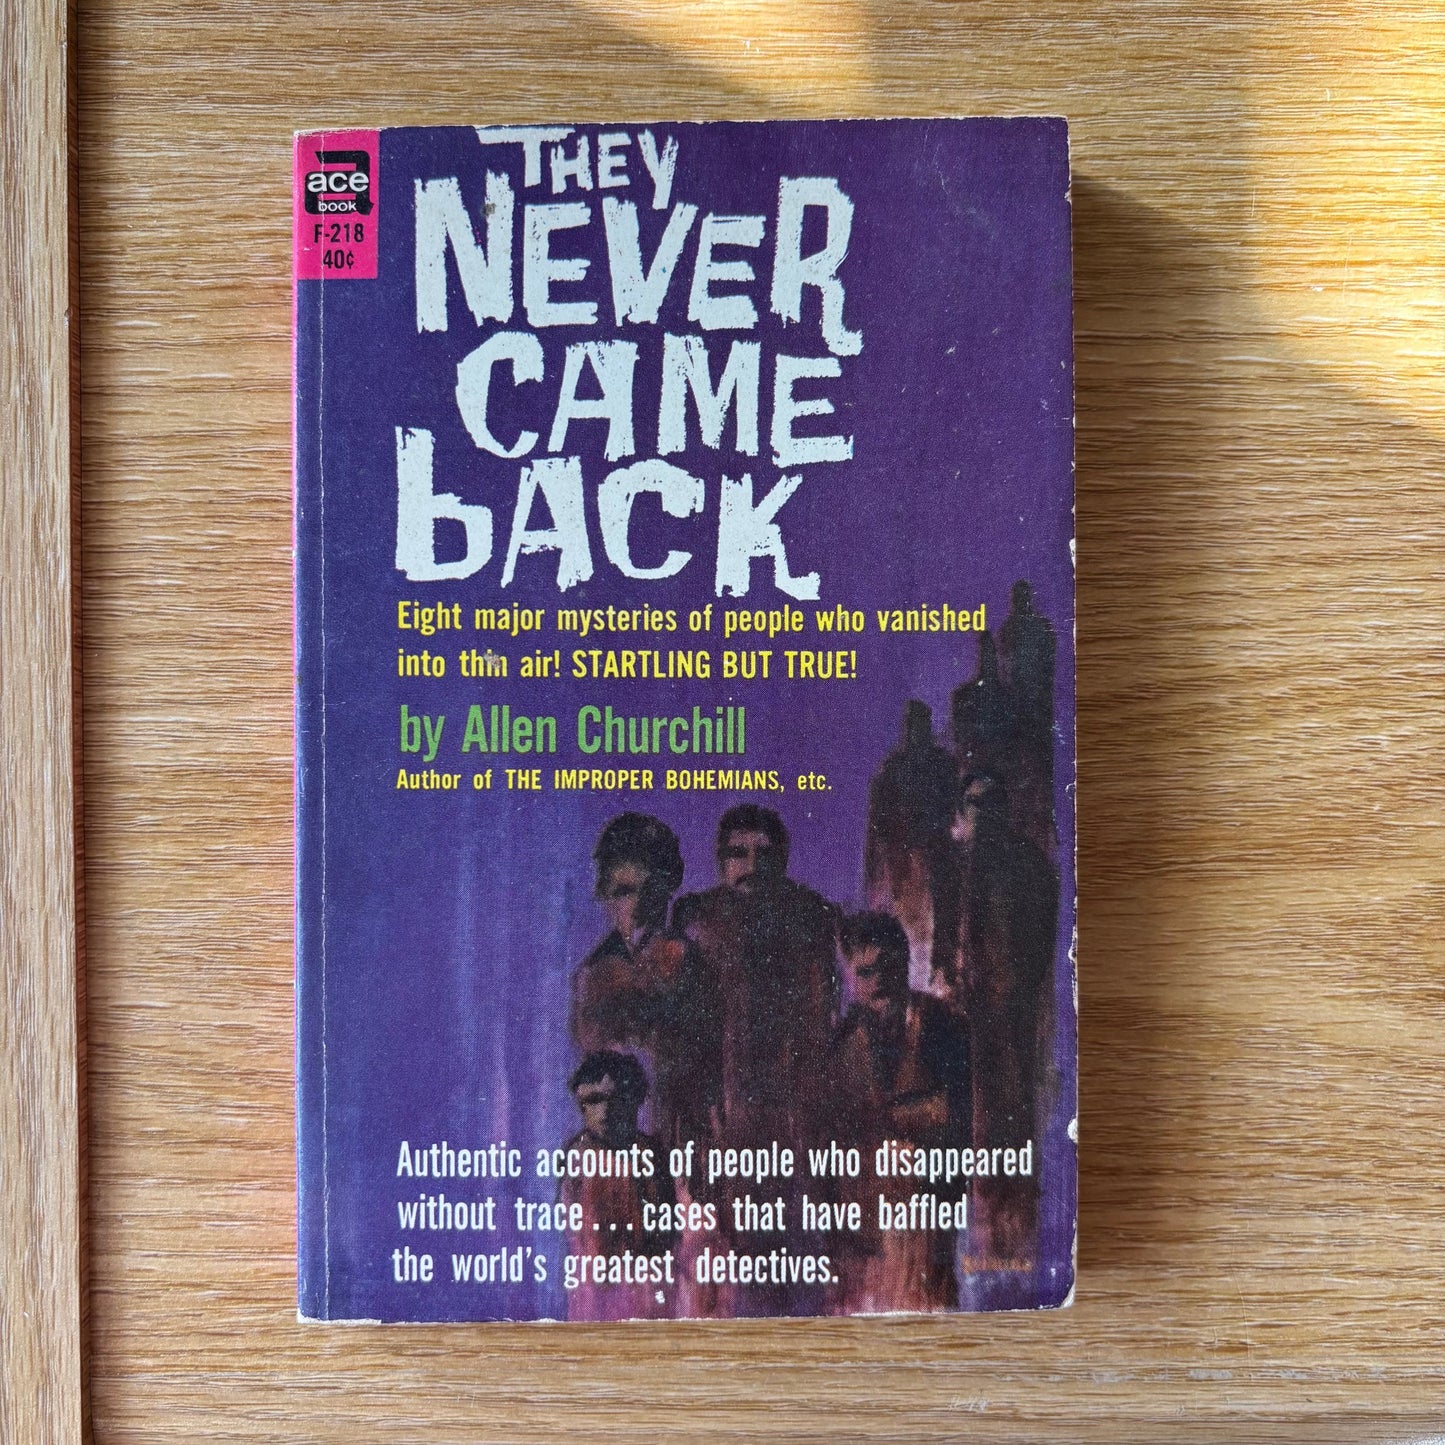 ace
book
F-218
40¢
THEY
NEVER
CAME
bACK
Eight major mysteries of people who vanished
into thin air! STARTLING BUT TRUE!
by Allen Churchill
Author of THE IMPROPER BOHEMIANS, etc.
Authentic accounts of people who disappeared
without trace . . . cases that have baffled
the world's greatest detectives.